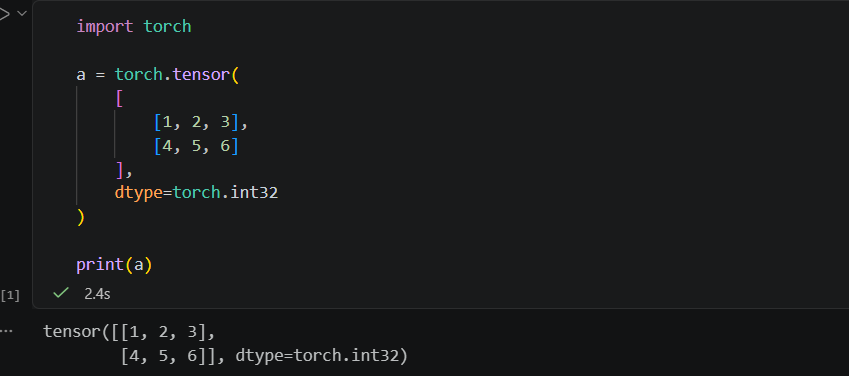 import torch
a = torch.tensor(
    [
        [1, 2, 3],
        [4, 5, 6]
    ],
    dtype=torch.int32
)
print(a)
[1]
2.4s
tensor([[1, 2, 3],
        [4, 5, 6]], dtype=torch.int32)